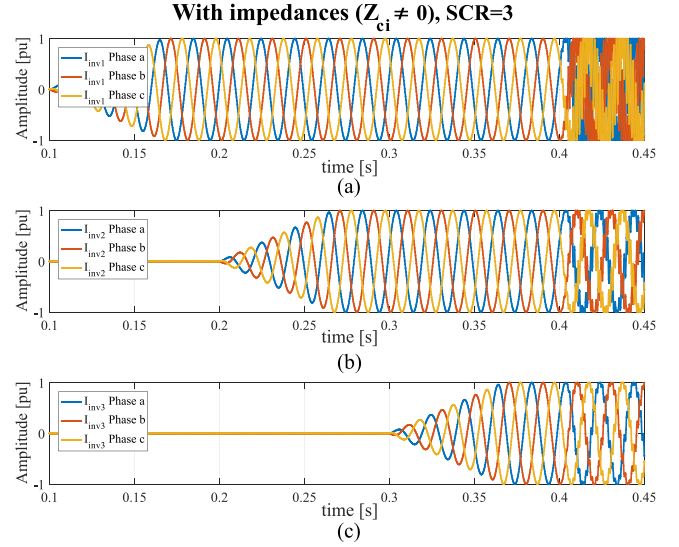 With impedances (Z_ci ≠ 0), SCR=3
Amplitude [pu]
1
0
-1
I_inv1 Phase a
I_inv1 Phase b
I_inv1 Phase c
0.1 0.15 0.2 0.25 0.3 0.35 0.4 0.45
time [s]
(a)
Amplitude [pu]
1
0
-1
I_inv2 Phase a
I_inv2 Phase b
I_inv2 Phase c
0.1 0.15 0.2 0.25 0.3 0.35 0.4 0.45
time [s]
(b)
Amplitude [pu]
1
0
-1
I_inv3 Phase a
I_inv3 Phase b
I_inv3 Phase c
0.1 0.15 0.2 0.25 0.3 0.35 0.4 0.45
time [s]
(c)